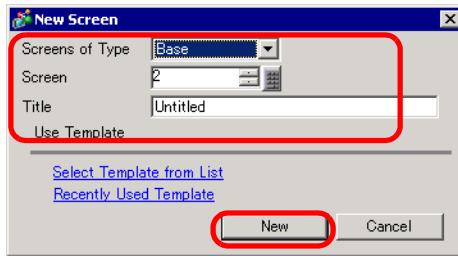 New Screen
Screens of Type Base
Screen 2
Title Untitled
Use Template
Select Template from List
Recently Used Template
New Cancel